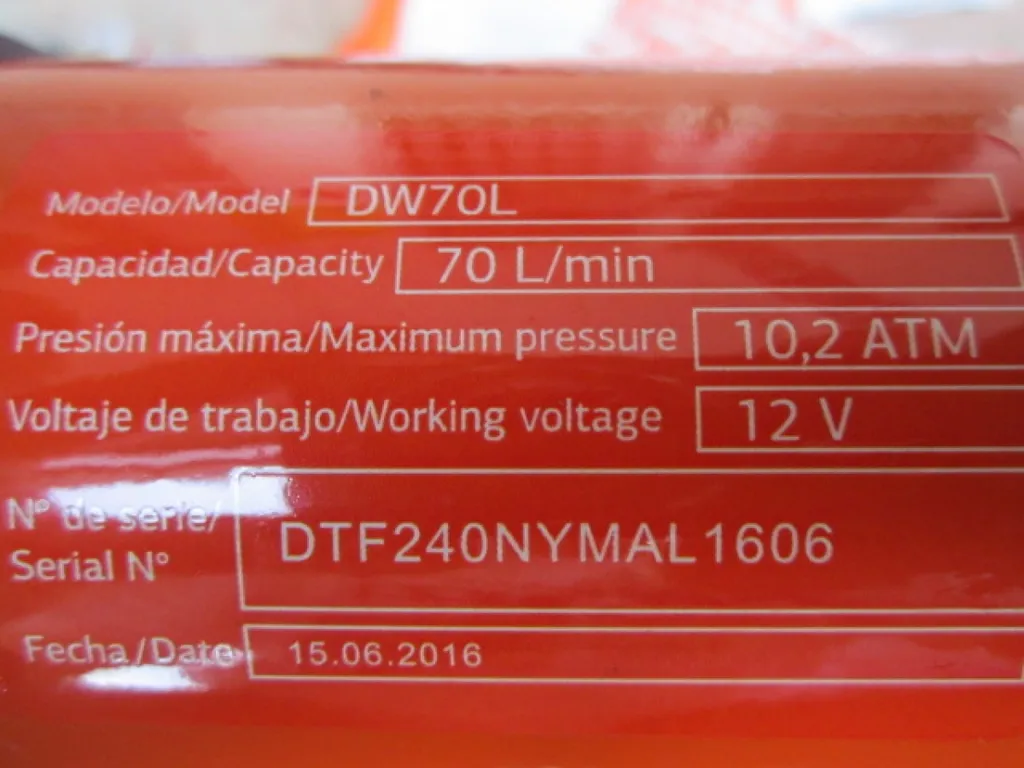 Modelo/Model DW70L
Capacidad/Capacity 70 L/min
Presión máxima/Maximum pressure 10,2 ATM
Voltaje de trabajo/Working voltage 12 V
Nº de serie/
Serial Nº DTF240NYMAL1606
Fecha/Date 15.06.2016